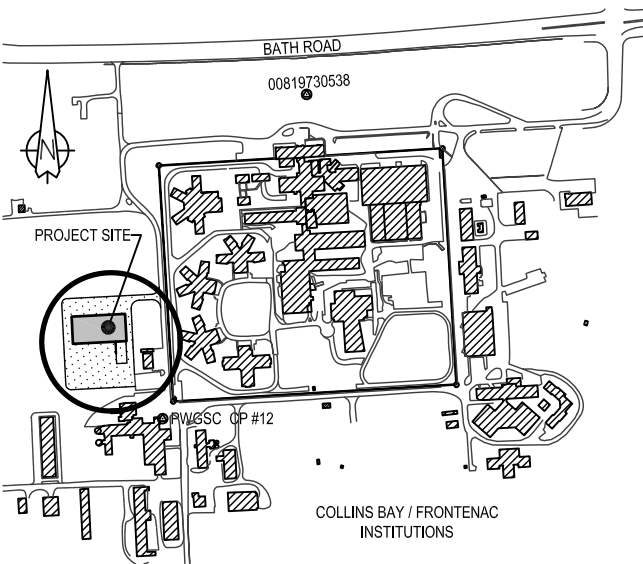 BATH ROAD
00819730538
N
PROJECT SITE
PWGSC CP #12
COLLINS BAY / FRONTENAC
INSTITUTIONS